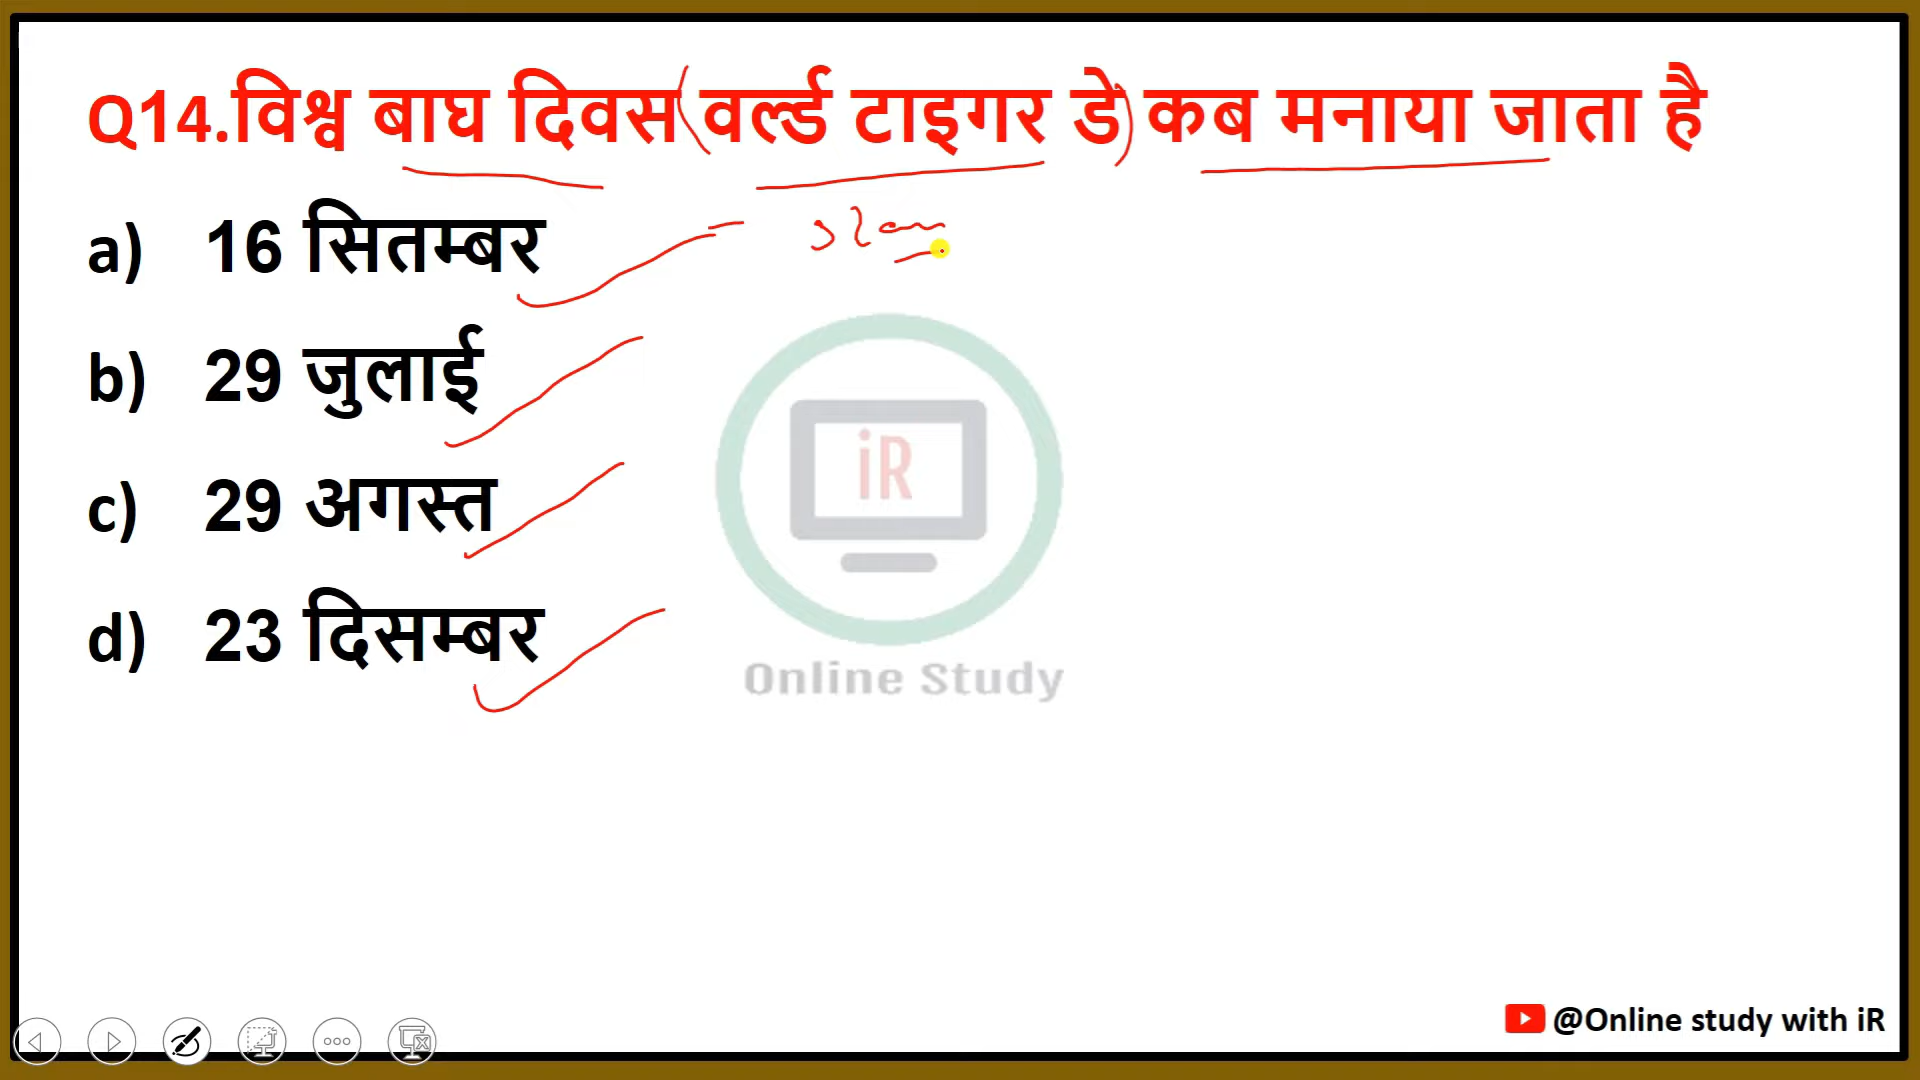 Q14.विश्व बाघ दिवस(वर्ल्ड टाइगर डे) कब मनाया जाता है
a) 16 सितम्बर
b) 29 जुलाई
c) 29 अगस्त
d) 23 दिसम्बर
iR
Online Study
@Online study with iR